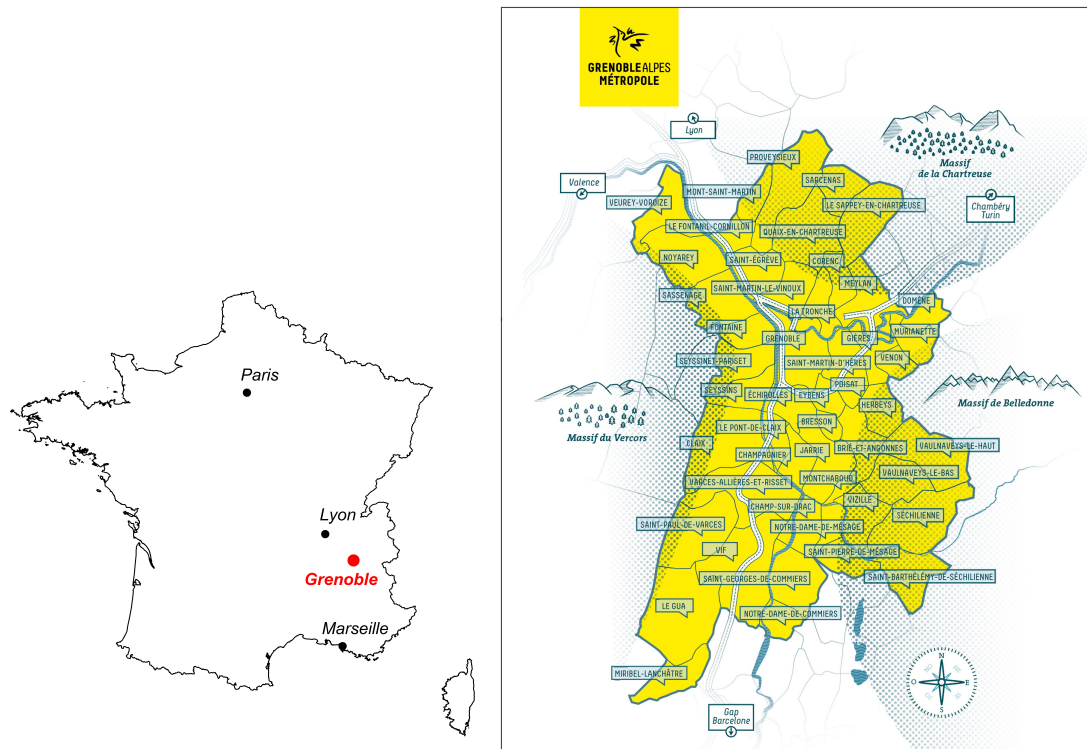 Paris
Lyon
Grenoble
Marseille
GRENOBLEALPES
MÉTROPOLE
Lyon
Valence
Massif
de la Chartreuse
Chambéry
Turin
PROVEYSIEUX
SARCENAS
MONT-SAINT-MARTIN
VEUREY-VOROIZE
LE SAPPEY-EN-CHARTREUSE
LE FONTANIL-CORNILLON
QUAIX-EN-CHARTREUSE
NOYAREY
SAINT-ÉGRÈVE
CORENC
MEYLAN
SAINT-MARTIN-LE-VINOUX
SASSENAGE
DOMÈNE
LA TRONCHE
FONTAINE
MURIANETTE
GRENOBLE
GIÈRES
SEYSSINET-PARISET
SAINT-MARTIN-D'HÈRES
VENON
POISAT
SEYSSINS
ÉCHIROLLES
EYBENS
HERBEYS
Massif de Belledonne
Massif du Vercors
BRESSON
LE PONT-DE-CLAIX
CLAIX
JARRIE
BRIÉ-ET-ANGONNES
VAULNAVEYS-LE-HAUT
CHAMPAGNIER
VAULNAVEYS-LE-BAS
VARCES-ALLIÈRES-ET-RISSET
MONTCHABOUD
VIZILLE
CHAMP-SUR-DRAC
SÉCHILIENNE
SAINT-PAUL-DE-VARCES
NOTRE-DAME-DE-MÉSAGE
VIF
SAINT-PIERRE-DE-MÉSAGE
SAINT-GEORGES-DE-COMMIERS
SAINT-BARTHÉLÉMY-DE-SÉCHILIENNE
LE GUA
NOTRE-DAME-DE-COMMIERS
MIRIBEL-LANCHÂTRE
Gap
Barcelone
N
NO
NE
O
E
SO
SE
S